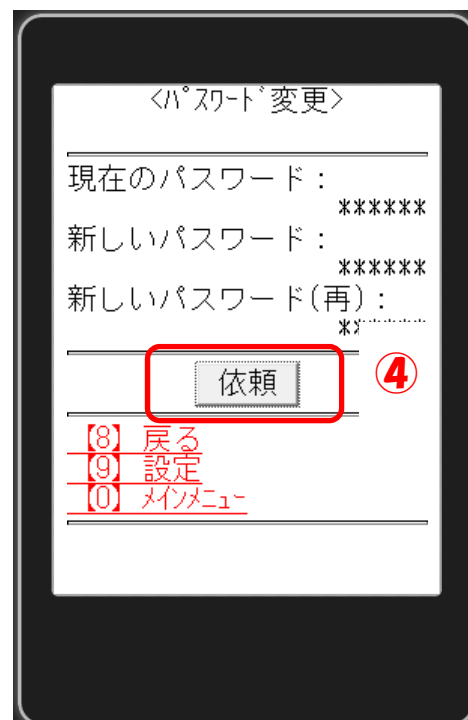 <ﾊﾟｽﾜｰﾄﾞ変更>
現在のパスワード：
******
新しいパスワード：
******
新しいパスワード(再)：
依頼
④
【8】 戻る
【9】 設定
【0】 ﾒｲﾝﾒﾆｭｰ